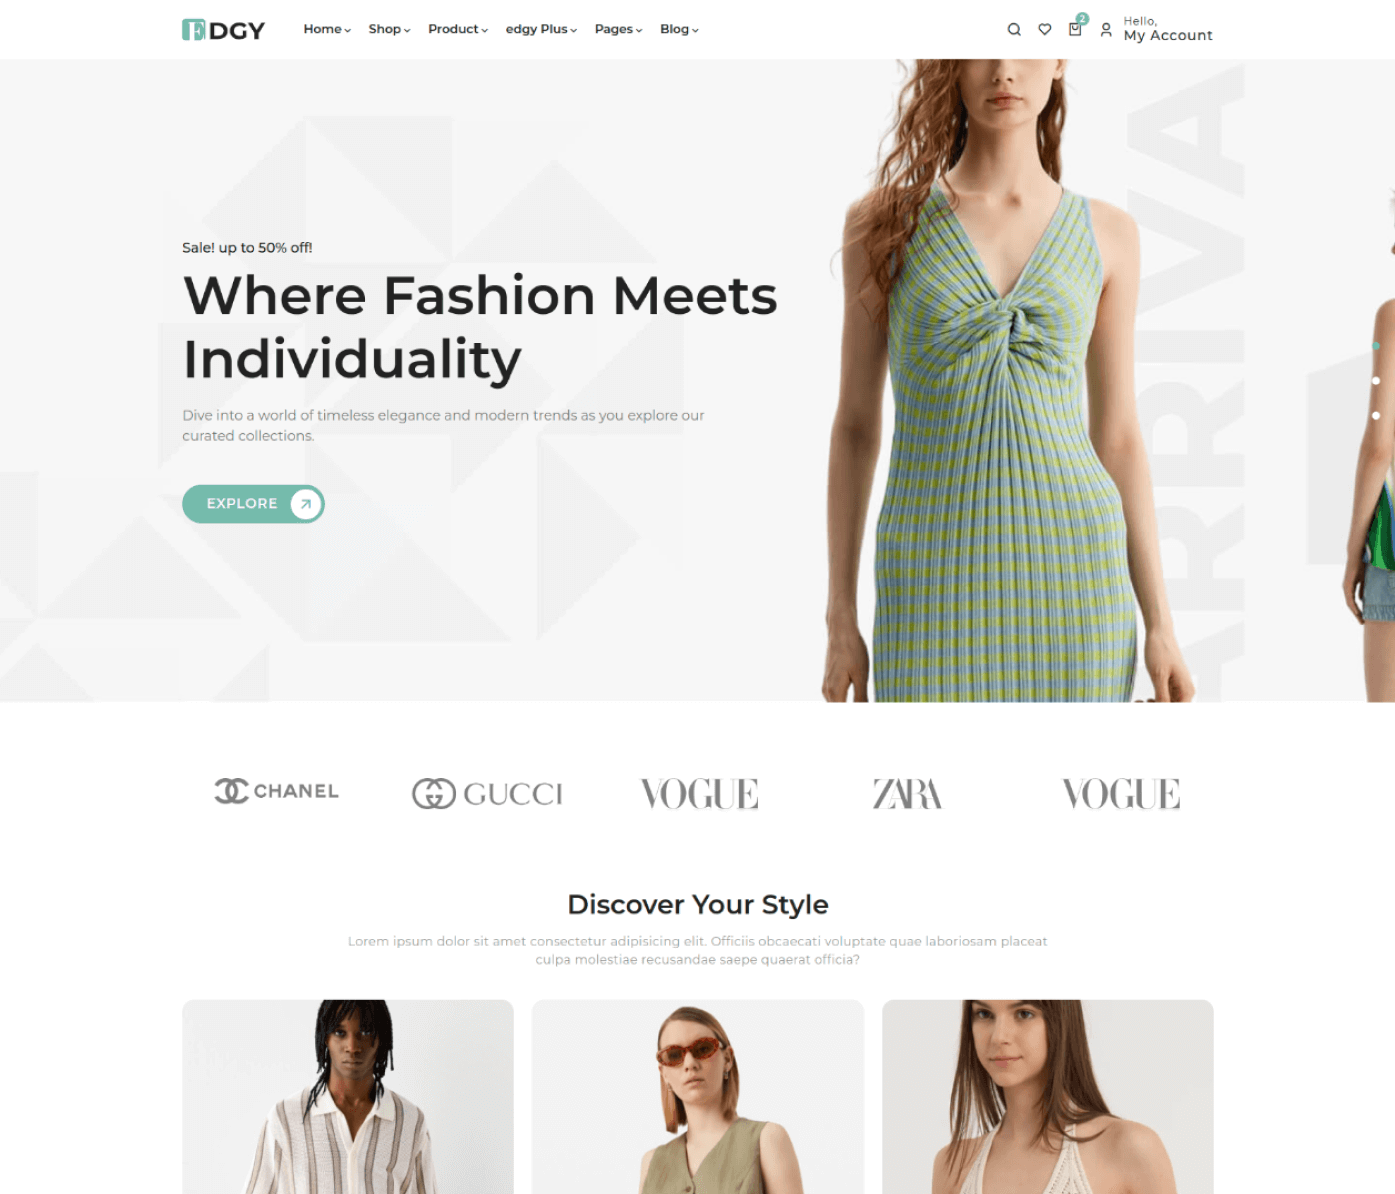 EDGY
Home
Shop
Product
edgy Plus
Pages
Blog
2
Hello,
My Account
Sale! up to 50% off!
Where Fashion Meets
Individuality
Dive into a world of timeless elegance and modern trends as you explore our
curated collections.
EXPLORE
ARRIVA
CHANEL
GUCCI
VOGUE
ZARA
VOGUE
Discover Your Style
Lorem ipsum dolor sit amet consectetur adipisicing elit. Officiis obcaecati voluptate quae laboriosam placeat
culpa molestiae recusandae saepe quaerat officia?